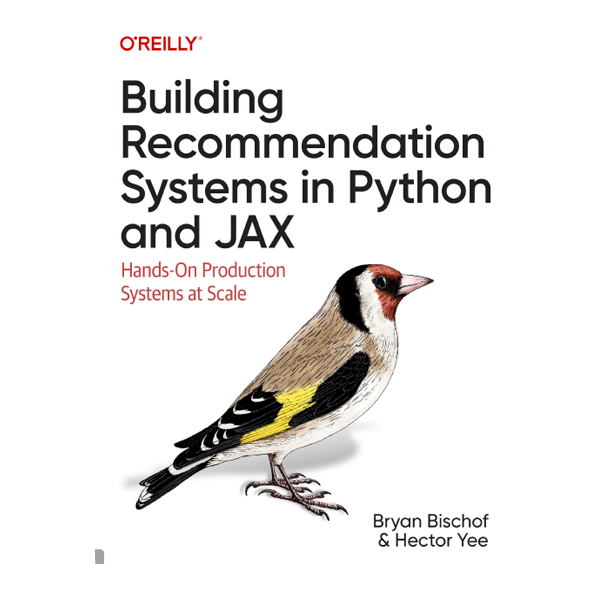 O'REILLY®
Building
Recommendation
Systems in Python
and JAX
Hands-On Production
Systems at Scale
Bryan Bischof
& Hector Yee